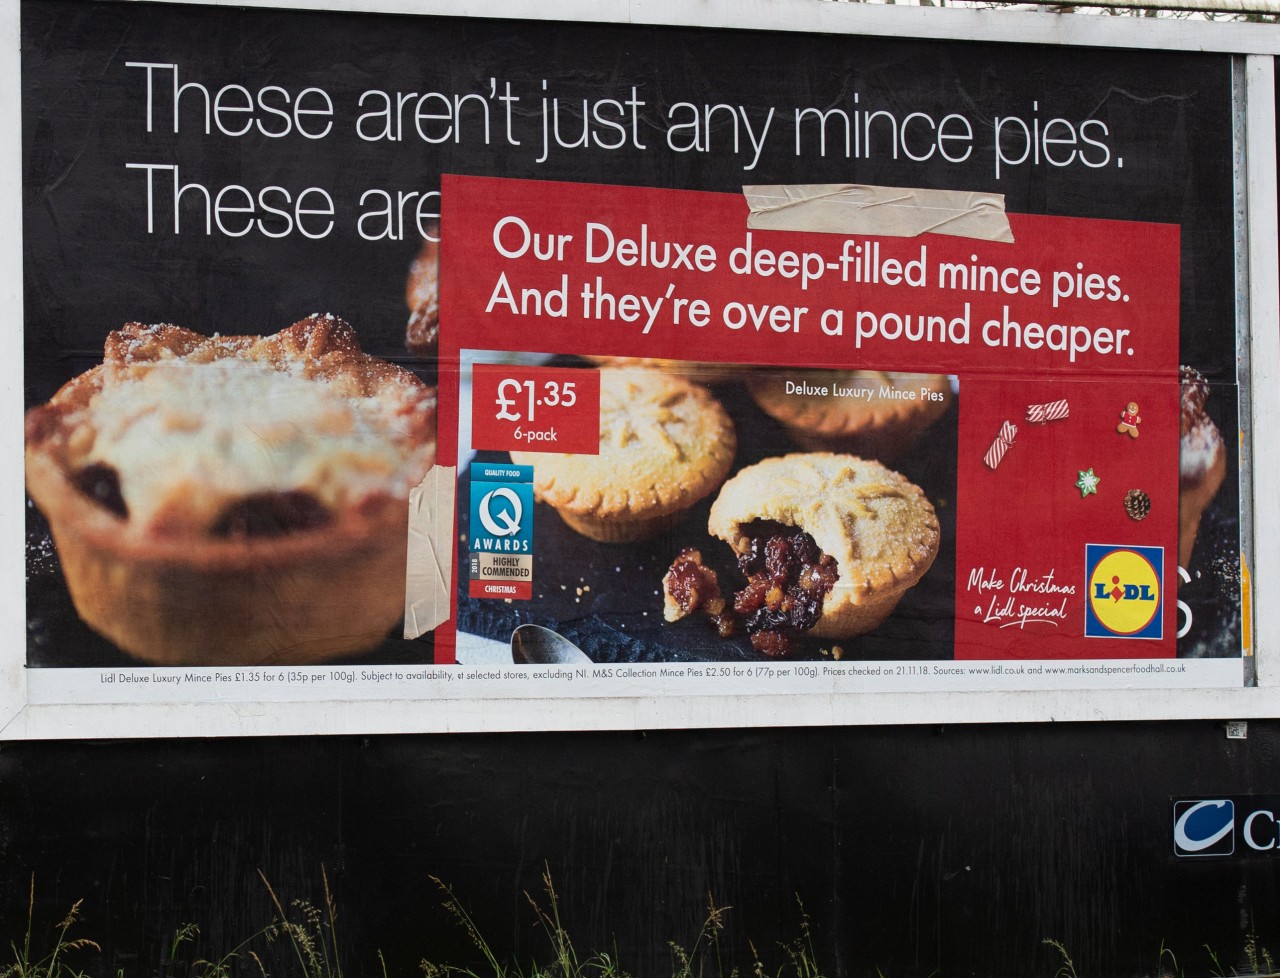 These aren't just any mince pies.
These are
Our Deluxe deep-filled mince pies.
And they're over a pound cheaper.
£1.35
6-pack
Deluxe Luxury Mince Pies
QUALITY FOOD
Q
AWARDS
2018
HIGHLY
COMMENDED
CHRISTMAS
Make Christmas
a Lidl special
LiDL
S
Lidl Deluxe Luxury Mince Pies £1.35 for 6 (35p per 100g). Subject to availability, at selected stores, excluding NI. M&S Collection Mince Pies £2.50 for 6 (77p per 100g). Prices checked on 21.11.18. Sources: www.lidl.co.uk and www.marksandspencerfoodhall.co.uk